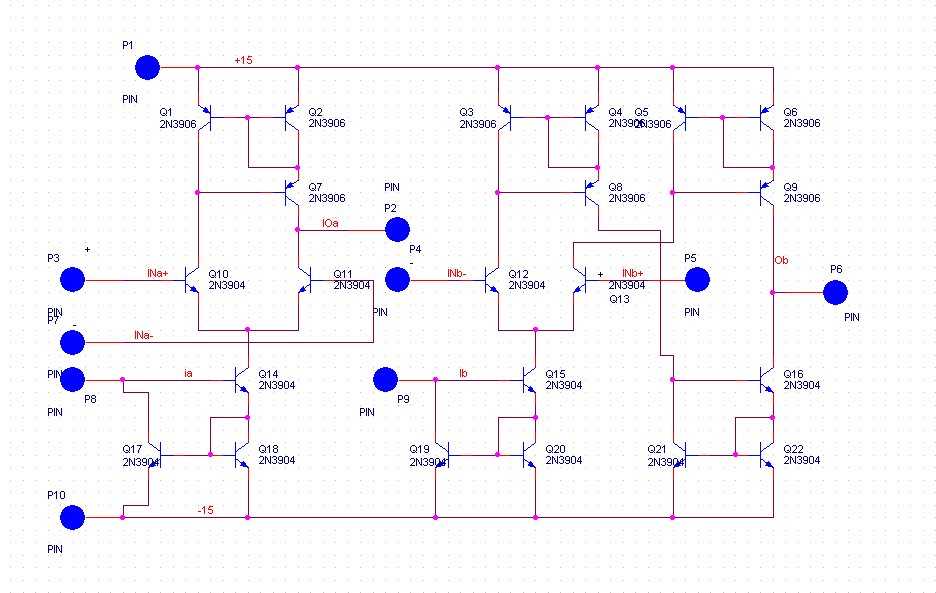 P1
+15
PIN
Q1
2N3906
Q2
2N3906
Q3
2N3906
Q4
2N3906
Q5
2N3906
Q6
2N3906
Q7
2N3906
PIN
P2
Q8
2N3906
Q9
2N3906
IOa
+
P3
INa+
Q10
2N3904
Q11
2N3904
P4
-
INb-
Q12
2N3904
+
INb+
2N3904
Q13
P5
Ob
P6
PIN
PIN
P7
-
INa-
PIN
PIN
PIN
ia
P8
Q14
2N3904
PIN
P9
Ib
Q15
2N3904
PIN
Q16
2N3904
Q17
2N3904
Q18
2N3904
Q19
2N3904
Q20
2N3904
Q21
2N3904
Q22
2N3904
P10
-15
PIN